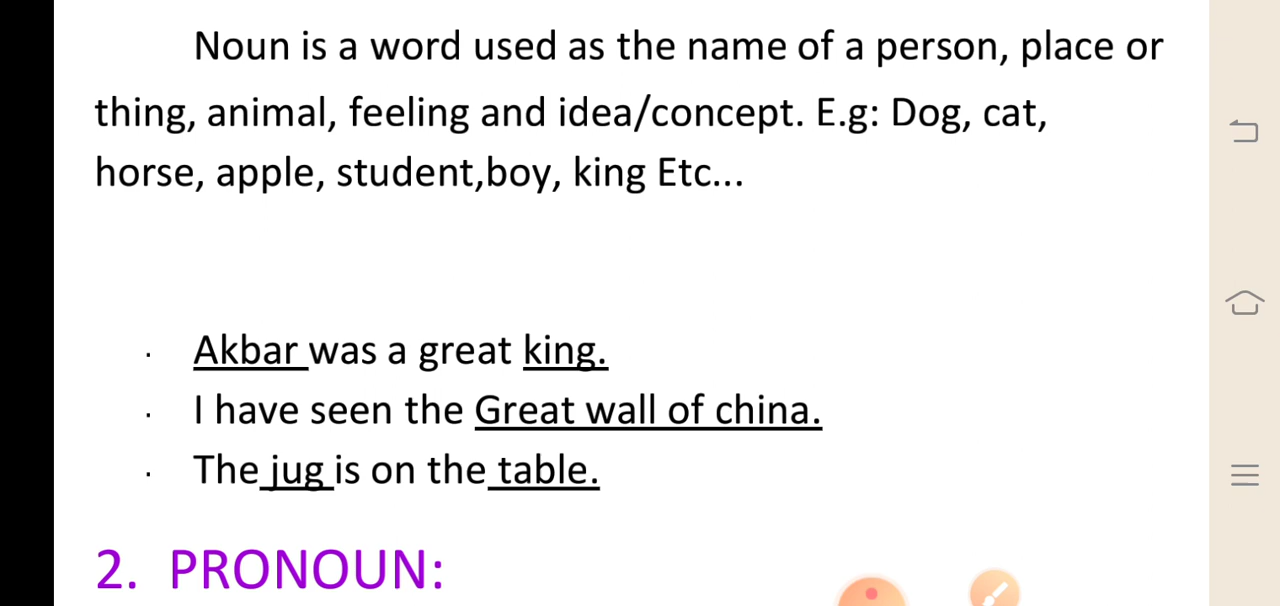 Noun is a word used as the name of a person, place or
thing, animal, feeling and idea/concept. E.g: Dog, cat,
horse, apple, student,boy, king Etc...
· Akbar was a great king.
· I have seen the Great wall of china.
· The jug is on the table.
2. PRONOUN: